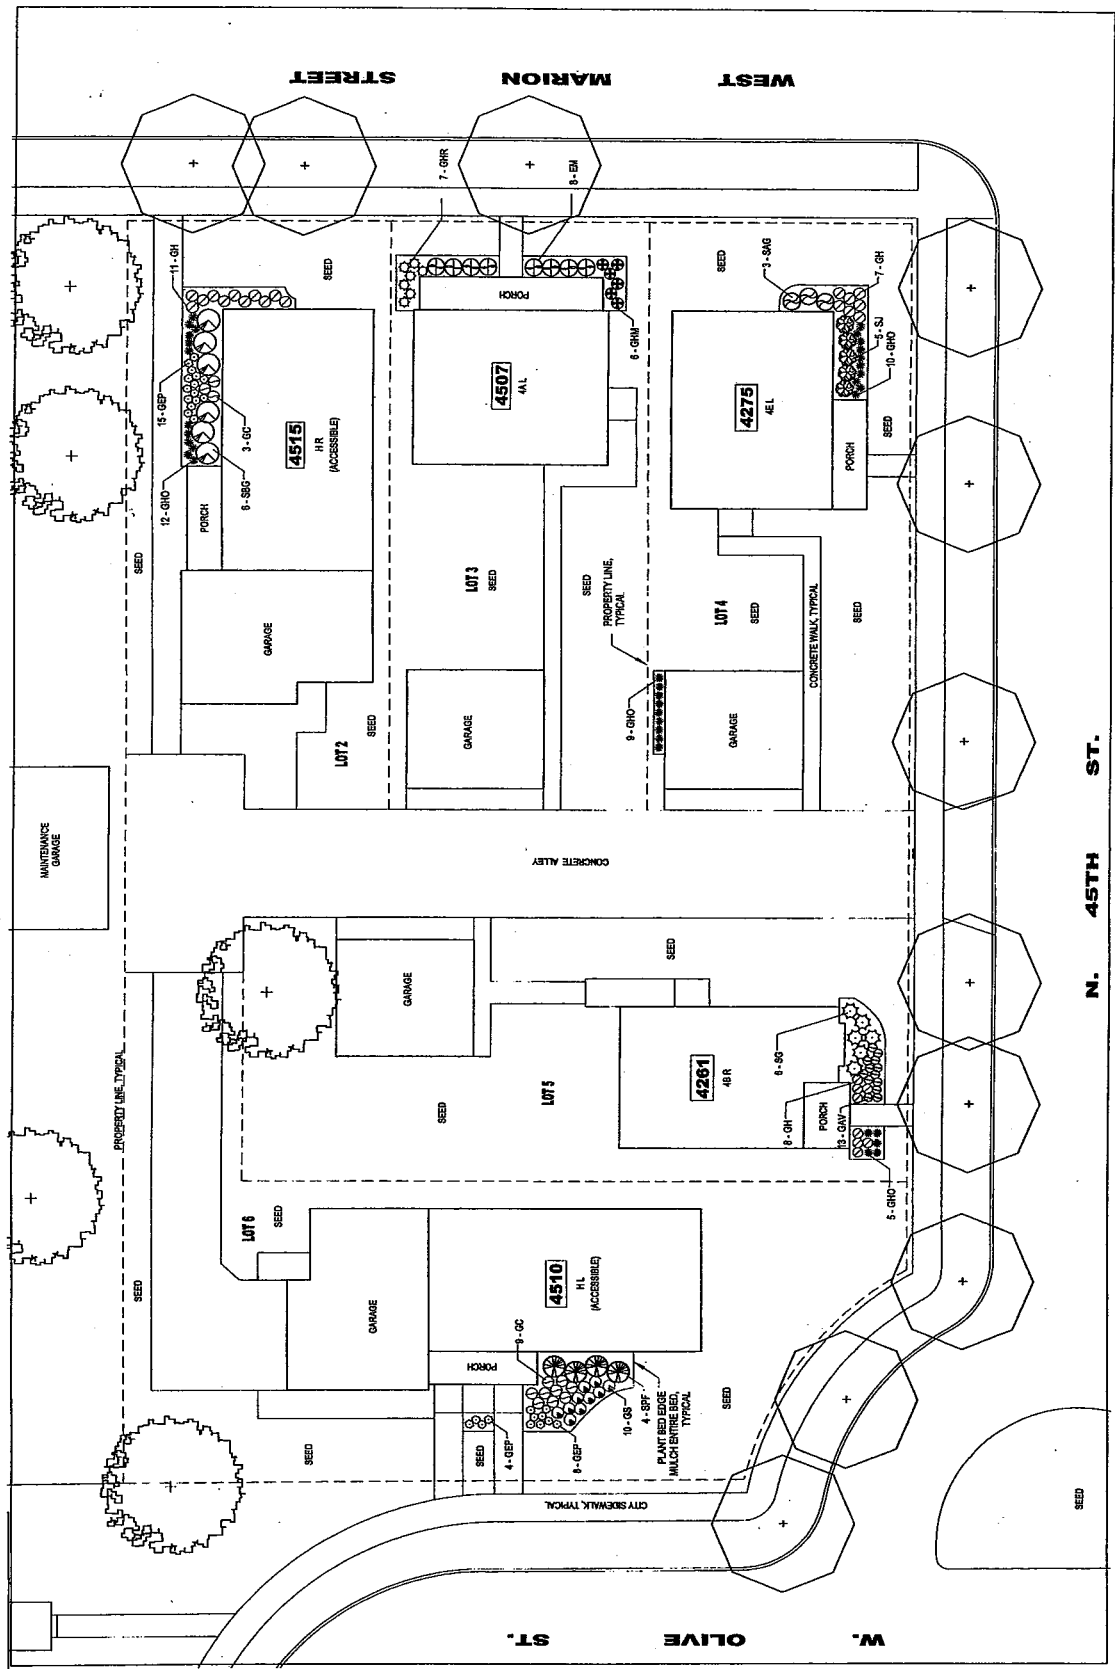 WEST MARION STREET
N. 45TH ST.
W. OLIVE ST.
MAINTENANCE
GARAGE
PROPERTY LINE, TYPICAL
CONCRETE ALLEY
11 - GH
15 - GEP
12 - GHO
6 - SBG
3 - GC
PORCH
4515
H R
(ACCESSIBLE)
GARAGE
LOT 2
SEED
SEED
SEED
7 - GHR
8 - EM
6 - GHM
PORCH
4507
4A L
LOT 3
SEED
GARAGE
SEED
PROPERTY LINE,
TYPICAL
SEED
3 - SAG
7 - GH
5 - SJ
10 - GHO
4275
4E L
PORCH
SEED
LOT 4
SEED
CONCRETE WALK, TYPICAL
SEED
9 - GHO
GARAGE
SEED
GARAGE
LOT 5
SEED
4261
4B R
6 - SG
8 - GH
13 - GAV
PORCH
5 - GHO
LOT 6
SEED
SEED
GARAGE
4510
H L
(ACCESSIBLE)
9 - GC
PORCH
SEED
4 - GEP
8 - GEP
10 - GS
4 - SPF
PLANT BED EDGE
MULCH ENTIRE BED,
TYPICAL
SEED
SEED
CITY SIDEWALK, TYPICAL
SEED